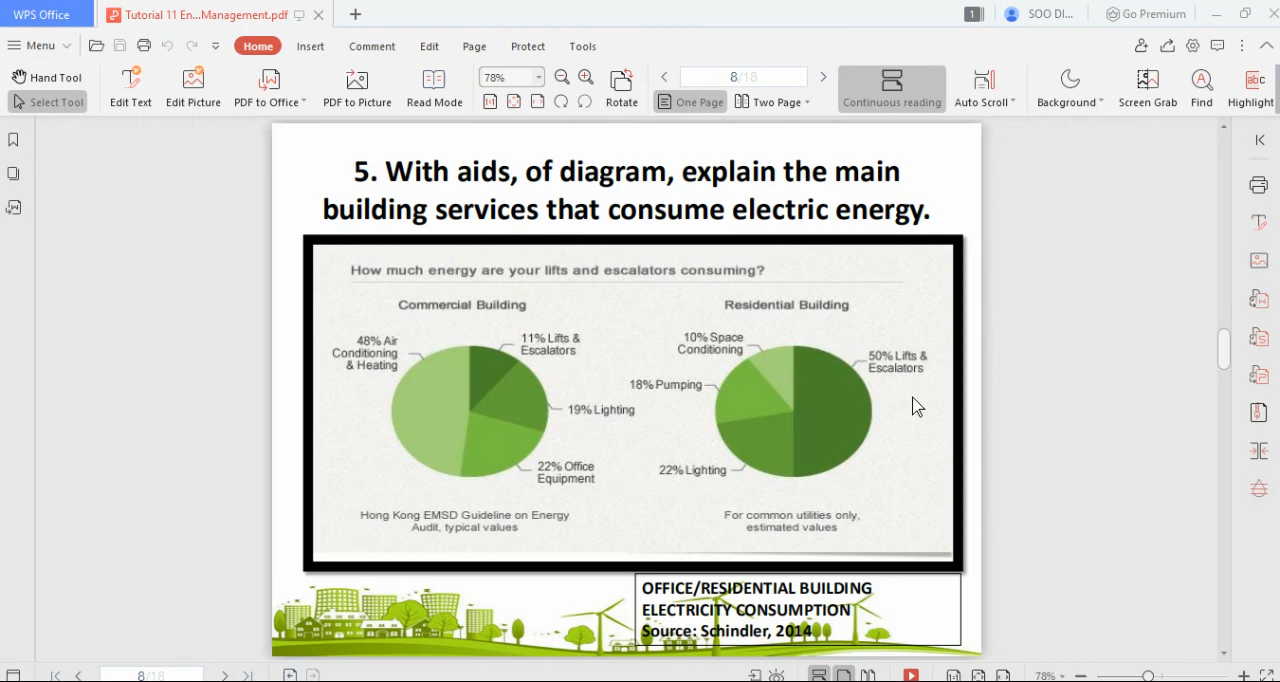 WPS Office
Tutorial 11 En...Management.pdf
1
SOO DI...
Go Premium
Menu
Home
Insert
Comment
Edit
Page
Protect
Tools
Hand Tool
Select Tool
Edit Text
Edit Picture
PDF to Office
PDF to Picture
Read Mode
78%
Rotate
8/18
One Page
Two Page
Continuous reading
Auto Scroll
Background
Screen Grab
Find
Highlight
5. With aids, of diagram, explain the main
building services that consume electric energy.
How much energy are your lifts and escalators consuming?
Commercial Building
48% Air
Conditioning
& Heating
11% Lifts &
Escalators
19% Lighting
22% Office
Equipment
Hong Kong EMSD Guideline on Energy
Audit, typical values
Residential Building
10% Space
Conditioning
50% Lifts &
Escalators
18% Pumping
22% Lighting
For common utilities only,
estimated values
OFFICE/RESIDENTIAL BUILDING
ELECTRICITY CONSUMPTION
Source: Schindler, 2014
8/18
78%